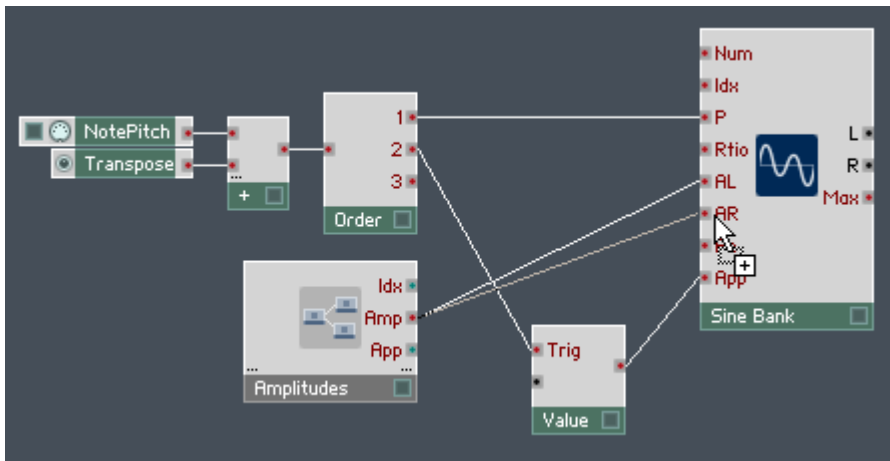 NotePitch
Transpose
...
+
1
2
3
Order
Idx
Amp
App
...
...
Amplitudes
Trig
Value
Num
Idx
P
Rtio
AL
AR
App
L
R
Max
Sine Bank